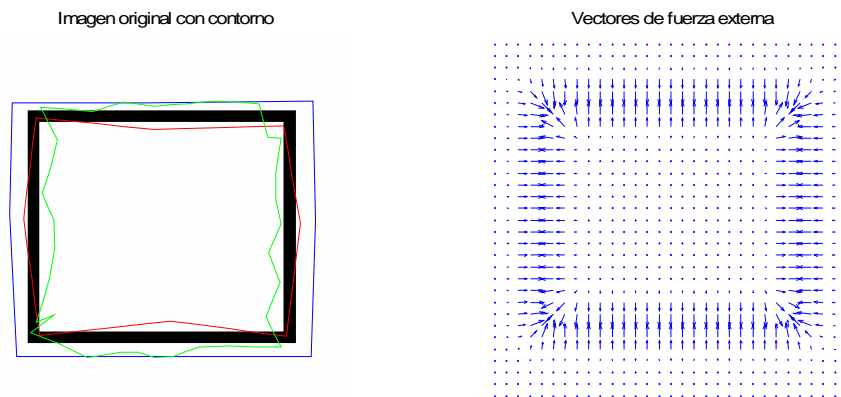 Imagen original con contorno
Vectores de fuerza externa